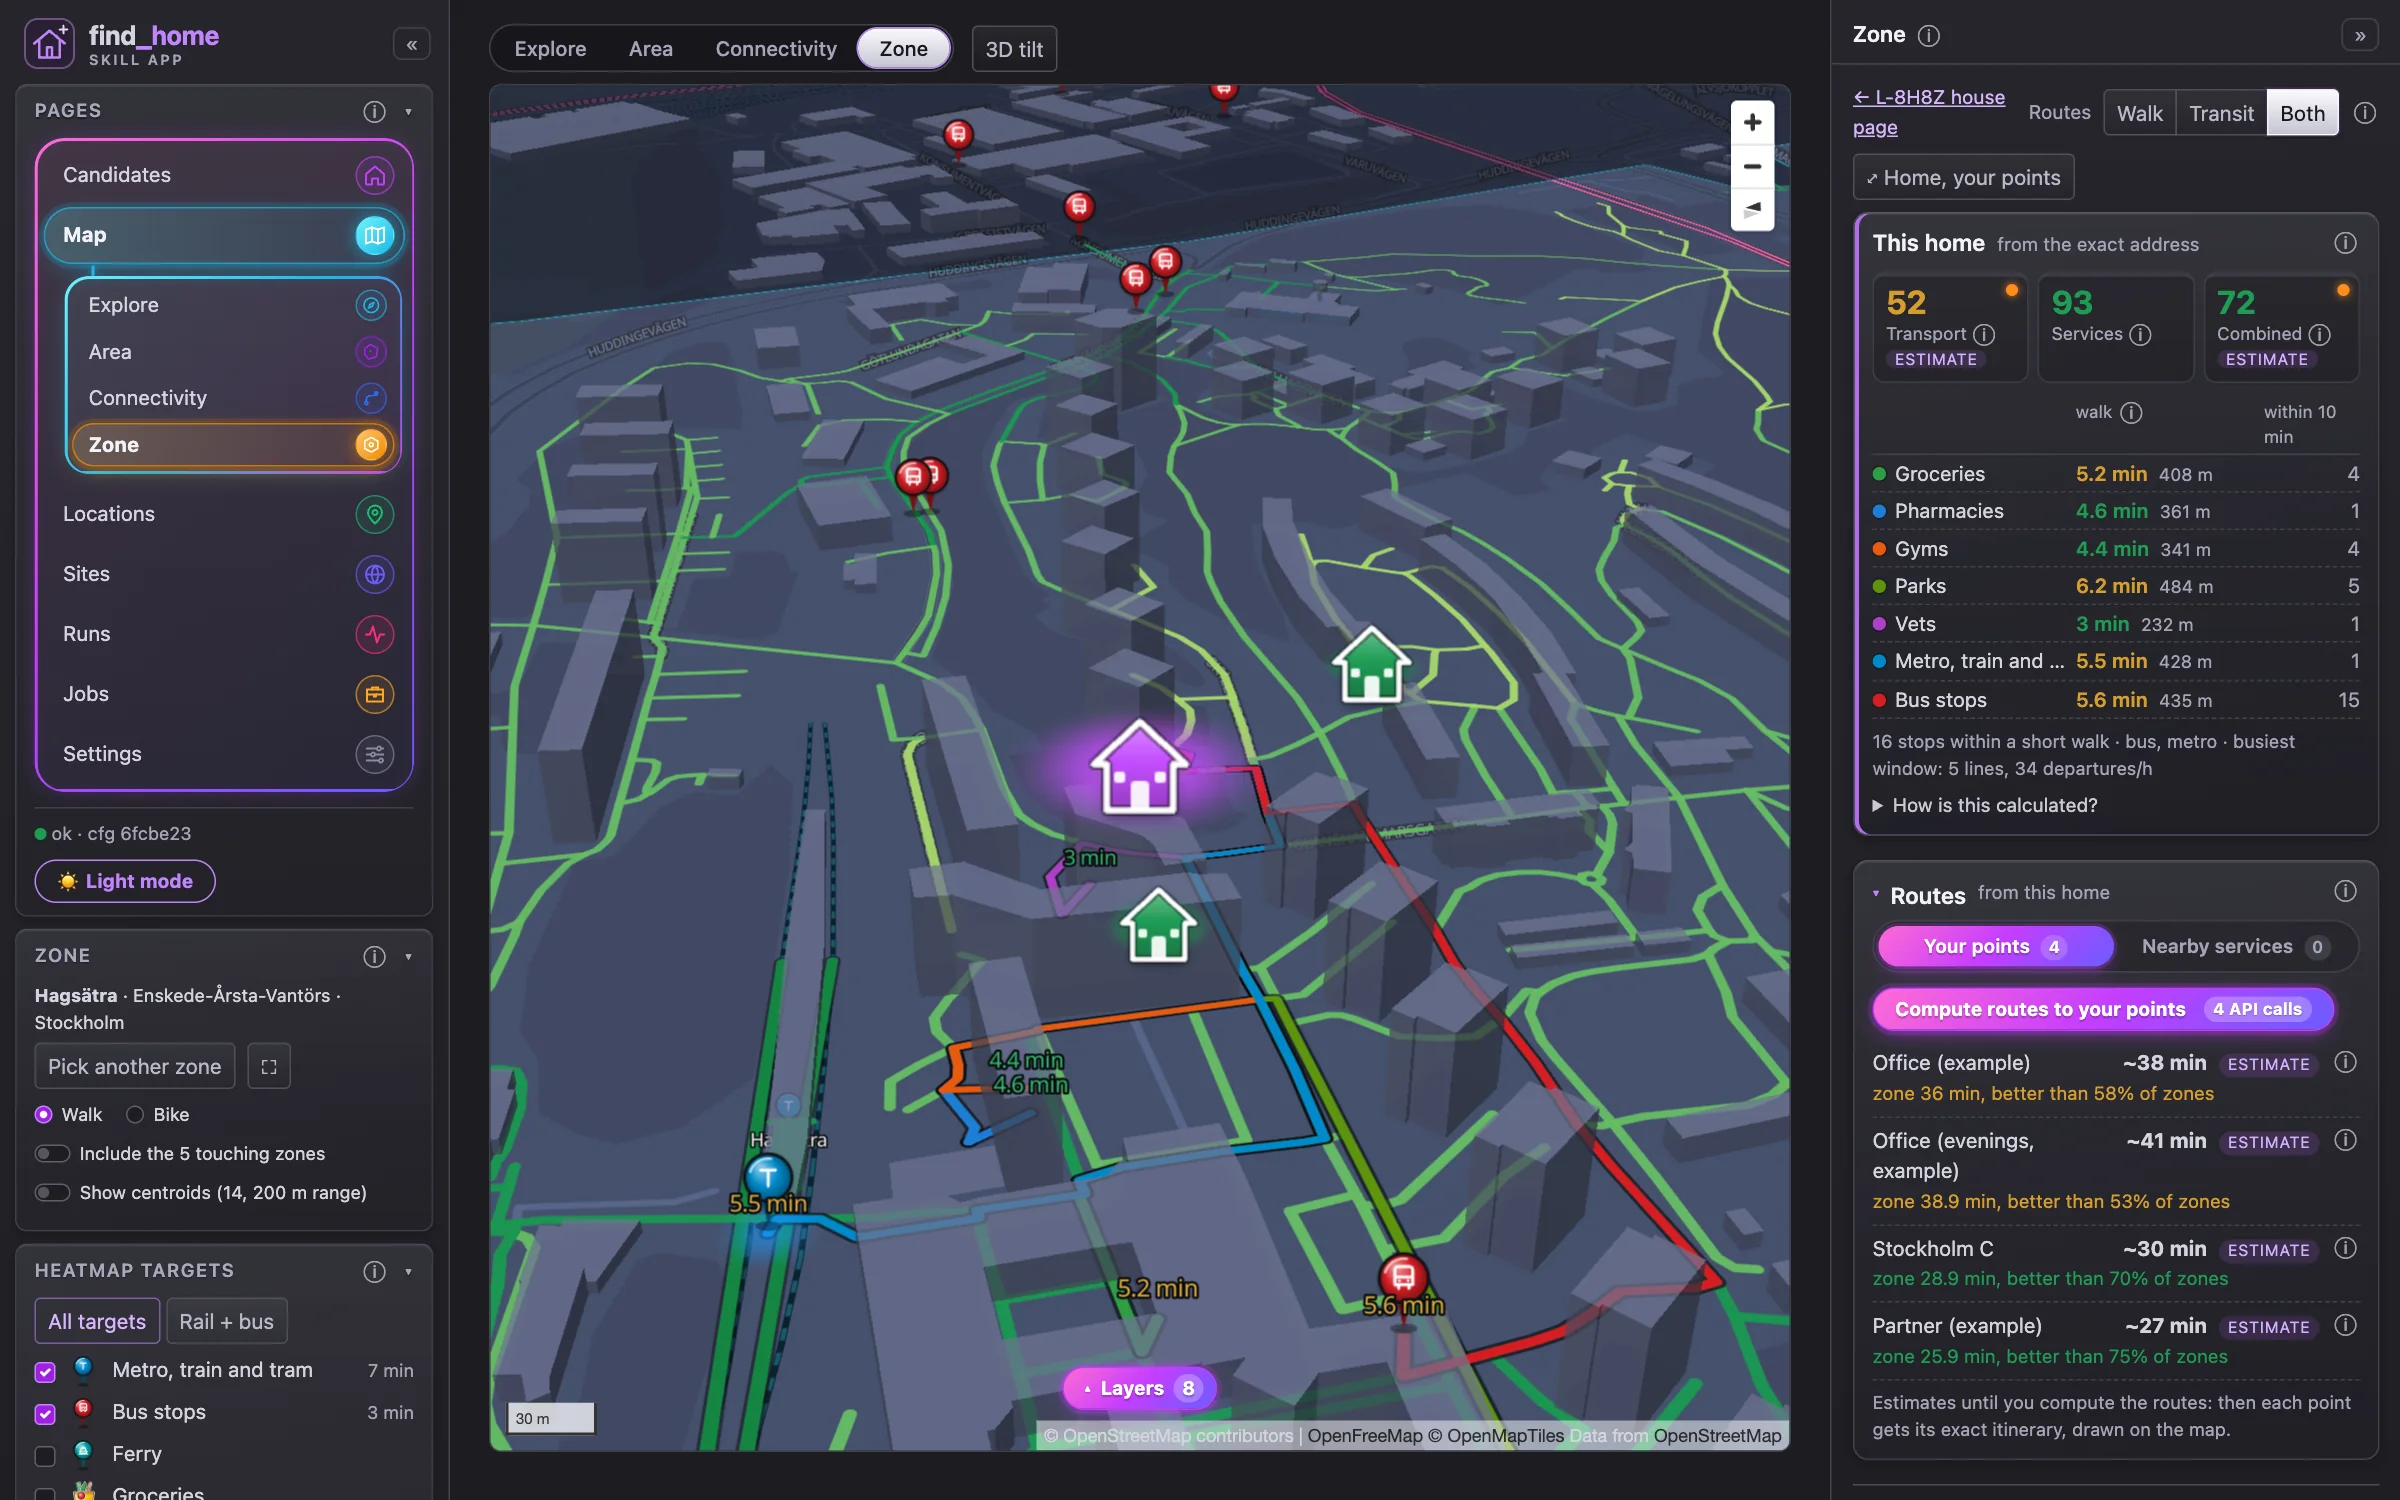 find_home
SKILL APP
«
PAGES
Candidates
Map
Explore
Area
Connectivity
Zone
Locations
Sites
Runs
Jobs
Settings
ok · cfg 6fcbe23
Light mode
ZONE
Hagsätra · Enskede-Årsta-Vantörs ·
Stockholm
Pick another zone
Walk
Bike
Include the 5 touching zones
Show centroids (14, 200 m range)
HEATMAP TARGETS
All targets
Rail + bus
Metro, train and tram 7 min
Bus stops 3 min
Ferry
Groceries
Explore
Area
Connectivity
Zone
3D tilt
HUDDINGEVÄGEN
HUDDINGEVÄGEN
HUDDINGEVÄGEN
HUDDINGEVÄGEN
VARUVÄGEN
GÖTLUNDAGATAN
3 min
4.4 min
4.6 min
T
5.5 min
5.2 min
5.6 min
Layers 8
30 m
© OpenStreetMap contributors | OpenFreeMap © OpenMapTiles Data from OpenStreetMap
Zone
»
← L-8H8Z house
page
Routes
Walk
Transit
Both
Home, your points
This home from the exact address
52
Transport
ESTIMATE
93
Services
72
Combined
ESTIMATE
walk
within 10
min
Groceries 5.2 min 408 m 4
Pharmacies 4.6 min 361 m 1
Gyms 4.4 min 341 m 4
Parks 6.2 min 484 m 5
Vets 3 min 232 m 1
Metro, train and ... 5.5 min 428 m 1
Bus stops 5.6 min 435 m 15
16 stops within a short walk · bus, metro · busiest
window: 5 lines, 34 departures/h
How is this calculated?
Routes from this home
Your points 4
Nearby services 0
Compute routes to your points 4 API calls
Office (example) ~38 min ESTIMATE
zone 36 min, better than 58% of zones
Office (evenings,
example) ~41 min ESTIMATE
zone 38.9 min, better than 53% of zones
Stockholm C ~30 min ESTIMATE
zone 28.9 min, better than 70% of zones
Partner (example) ~27 min ESTIMATE
zone 25.9 min, better than 75% of zones
Estimates until you compute the routes: then each point
gets its exact itinerary, drawn on the map.